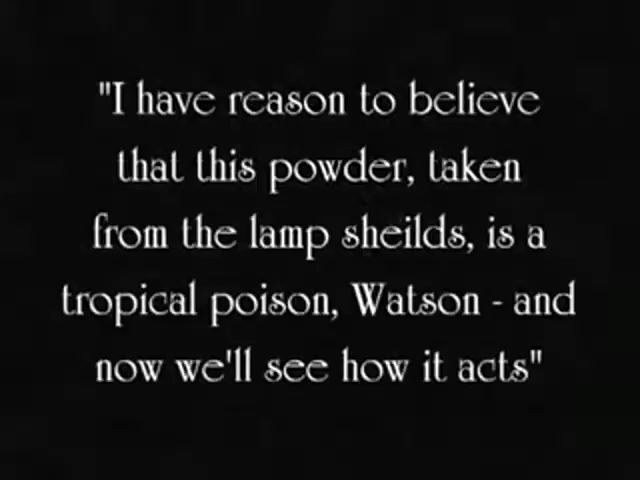 "I have reason to believe
that this powder, taken
from the lamp sheilds, is a
tropical poison, Watson - and
now we'll see how it acts"